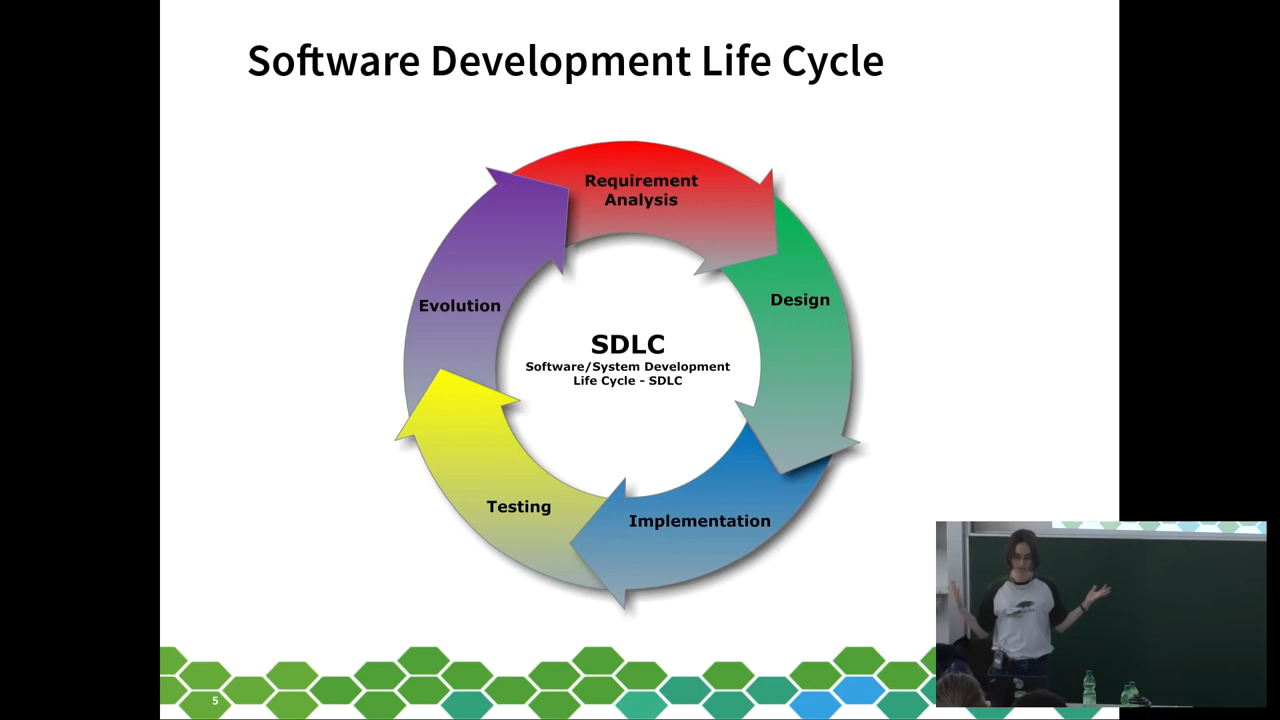 Software Development Life Cycle
Requirement
Analysis
Design
Evolution
SDLC
Software/System Development
Life Cycle - SDLC
Testing
Implementation
5